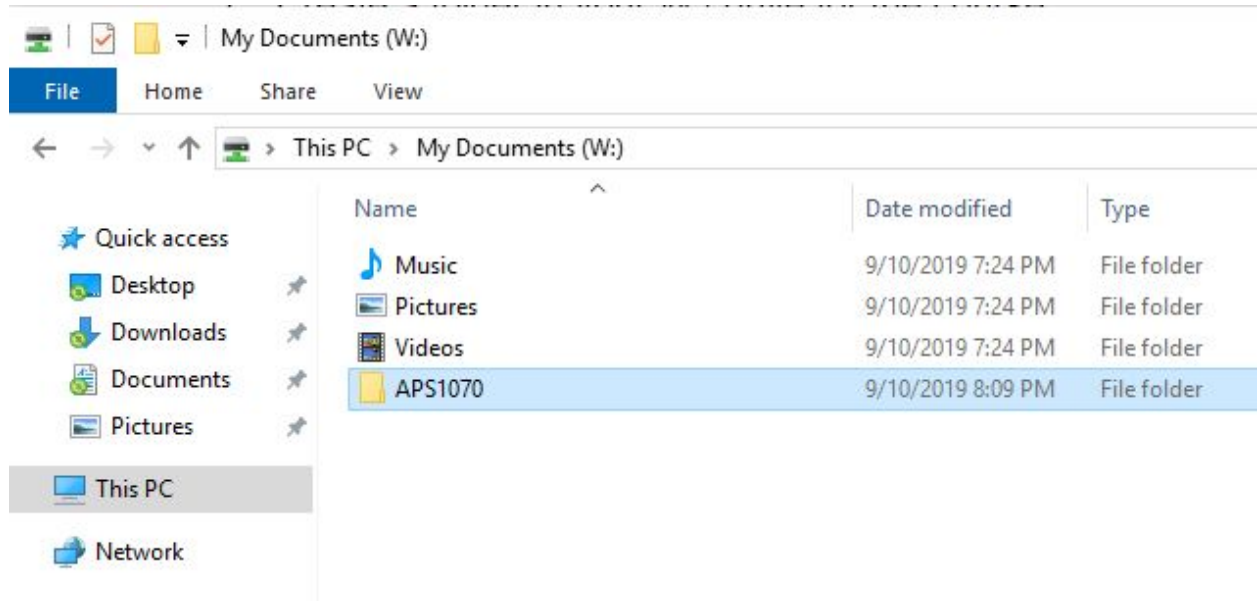 My Documents (W:)
File Home Share View
This PC > My Documents (W:)
Name Date modified Type
Quick access
Desktop
Downloads
Documents
Pictures
This PC
Network
Music 9/10/2019 7:24 PM File folder
Pictures 9/10/2019 7:24 PM File folder
Videos 9/10/2019 7:24 PM File folder
APS1070 9/10/2019 8:09 PM File folder